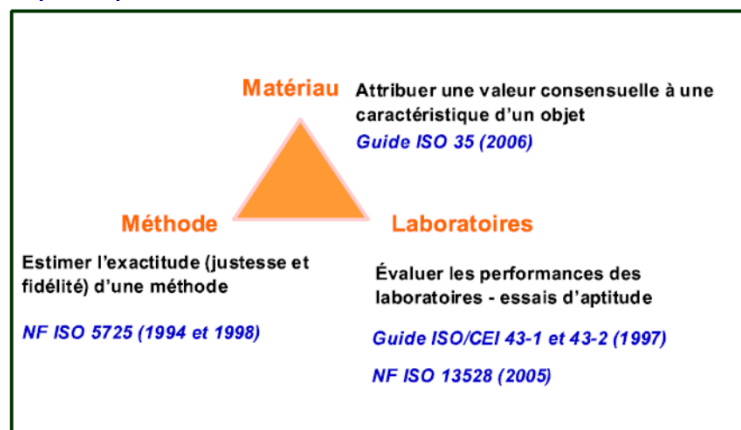 Matériau
Attribuer une valeur consensuelle à une
caractéristique d'un objet
Guide ISO 35 (2006)
Méthode
Estimer l'exactitude (justesse et
fidélité) d'une méthode
NF ISO 5725 (1994 et 1998)
Laboratoires
Évaluer les performances des
laboratoires - essais d'aptitude
Guide ISO/CEI 43-1 et 43-2 (1997)
NF ISO 13528 (2005)